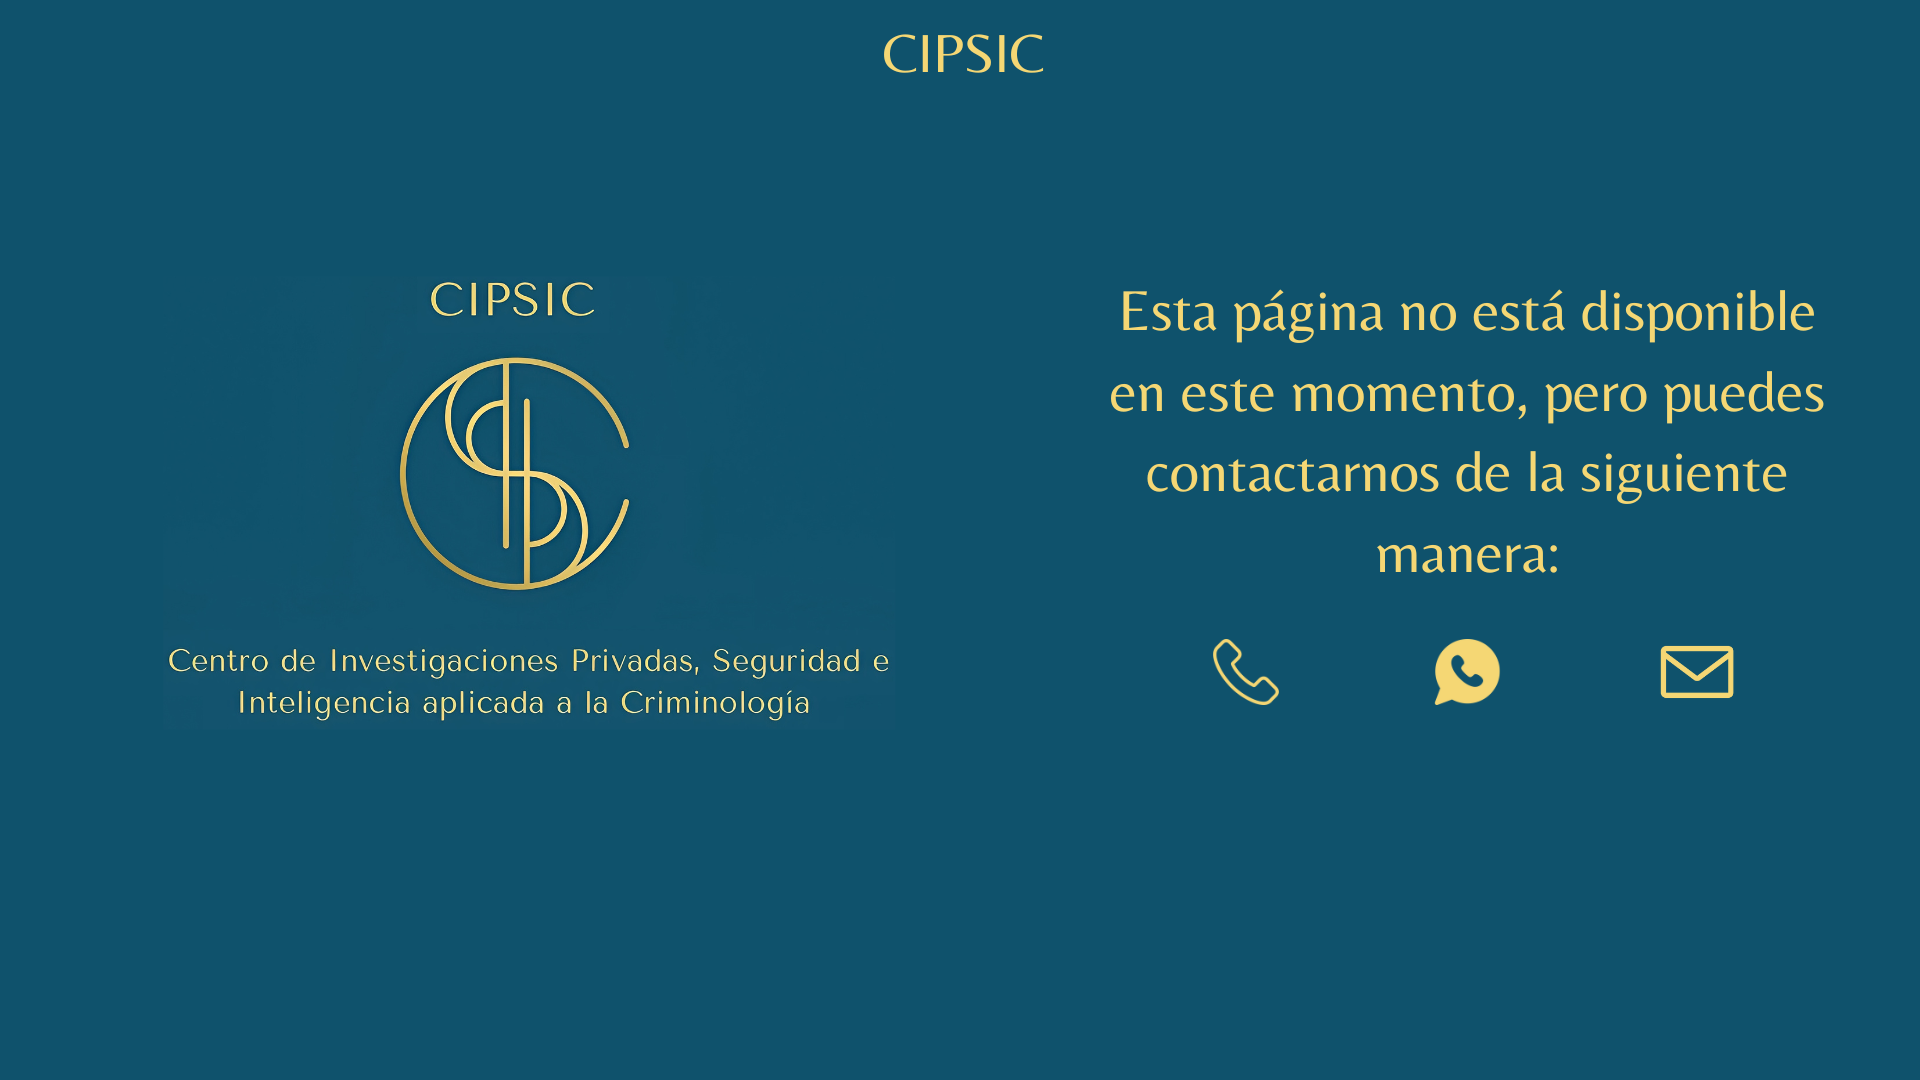 CIPSIC
CIPSIC
Centro de Investigaciones Privadas, Seguridad e
Inteligencia aplicada a la Criminología
Esta página no está disponible
en este momento, pero puedes
contactarnos de la siguiente
manera: